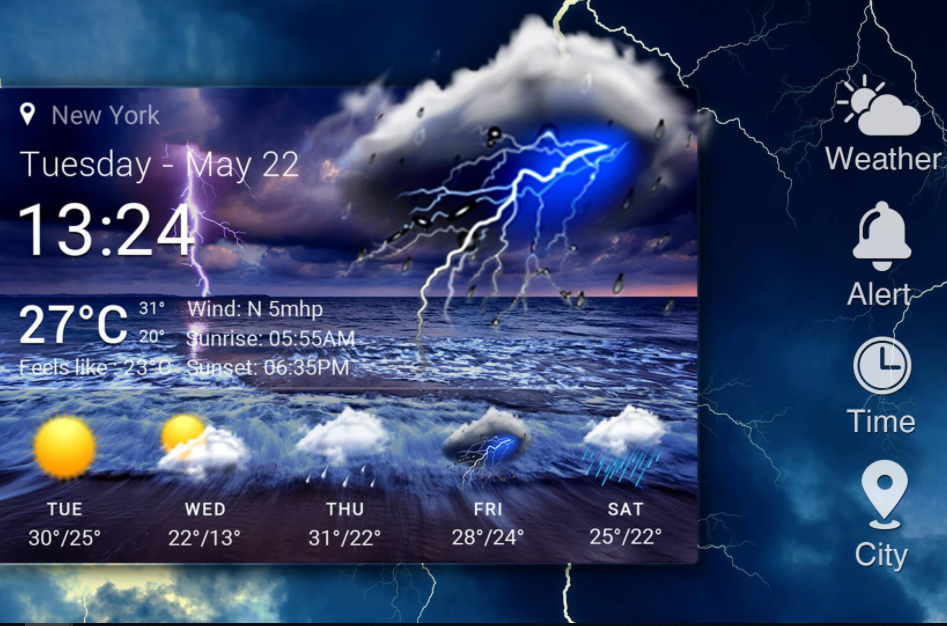 New York
Tuesday - May 22
13:24
27°C 31° 20°
Feels like : 23°C
Wind: N 5mhp
Sunrise: 05:55AM
Sunset: 06:35PM
TUE WED THU FRI SAT
30°/25° 22°/13° 31°/22° 28°/24° 25°/22°
Weather
Alert
Time
City